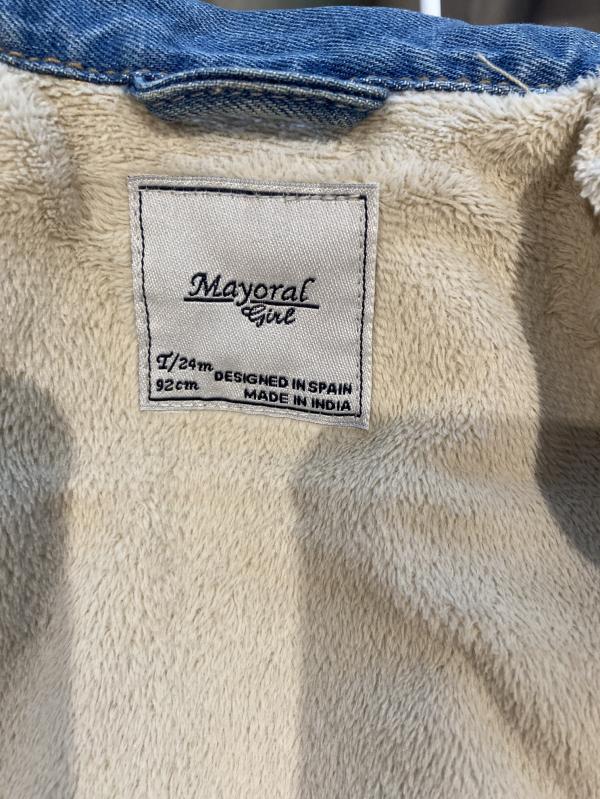 Mayoral
Girl
T/24m
92cm
DESIGNED IN SPAIN
MADE IN INDIA